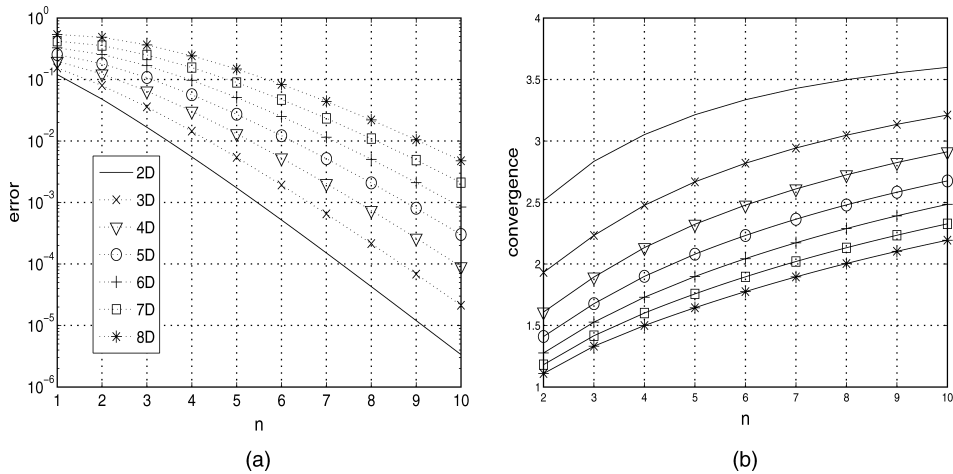 10^0
10^-1
10^-2
10^-3
10^-4
10^-5
10^-6
error
2D
3D
4D
5D
6D
7D
8D
1 2 3 4 5 6 7 8 9 10
n
(a)
4
3.5
3
2.5
2
1.5
1
convergence
2 3 4 5 6 7 8 9 10
n
(b)